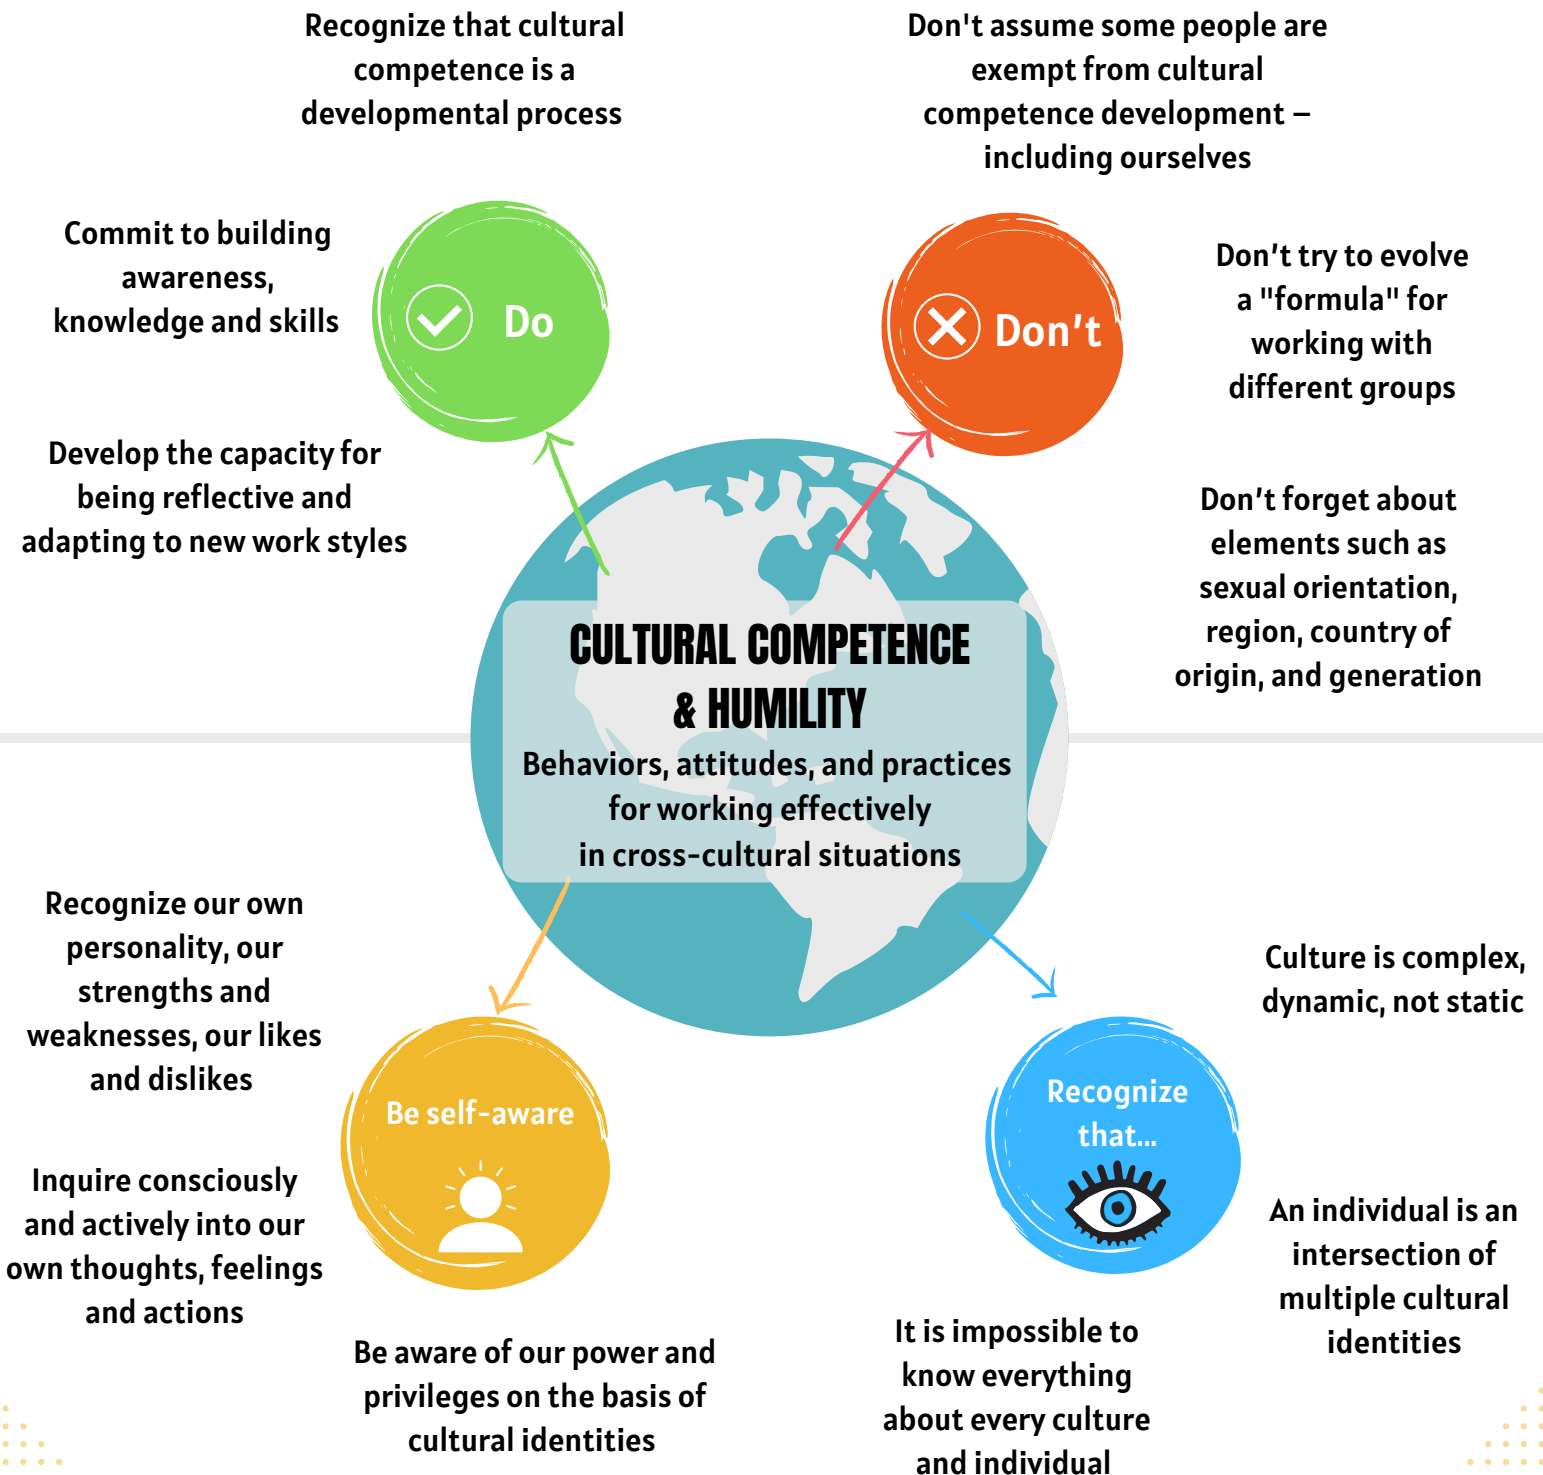 Recognize that cultural
competence is a
developmental process
Don't assume some people are
exempt from cultural
competence development –
including ourselves
Commit to building
awareness,
knowledge and skills
Do
Don’t
Don’t try to evolve
a "formula" for
working with
different groups
Develop the capacity for
being reflective and
adapting to new work styles
Don’t forget about
elements such as
sexual orientation,
region, country of
origin, and generation
CULTURAL COMPETENCE
& HUMILITY
Behaviors, attitudes, and practices
for working effectively
in cross-cultural situations
Recognize our own
personality, our
strengths and
weaknesses, our likes
and dislikes
Be self-aware
Inquire consciously
and actively into our
own thoughts, feelings
and actions
Be aware of our power and
privileges on the basis of
cultural identities
Recognize
that...
Culture is complex,
dynamic, not static
An individual is an
intersection of
multiple cultural
identities
It is impossible to
know everything
about every culture
and individual